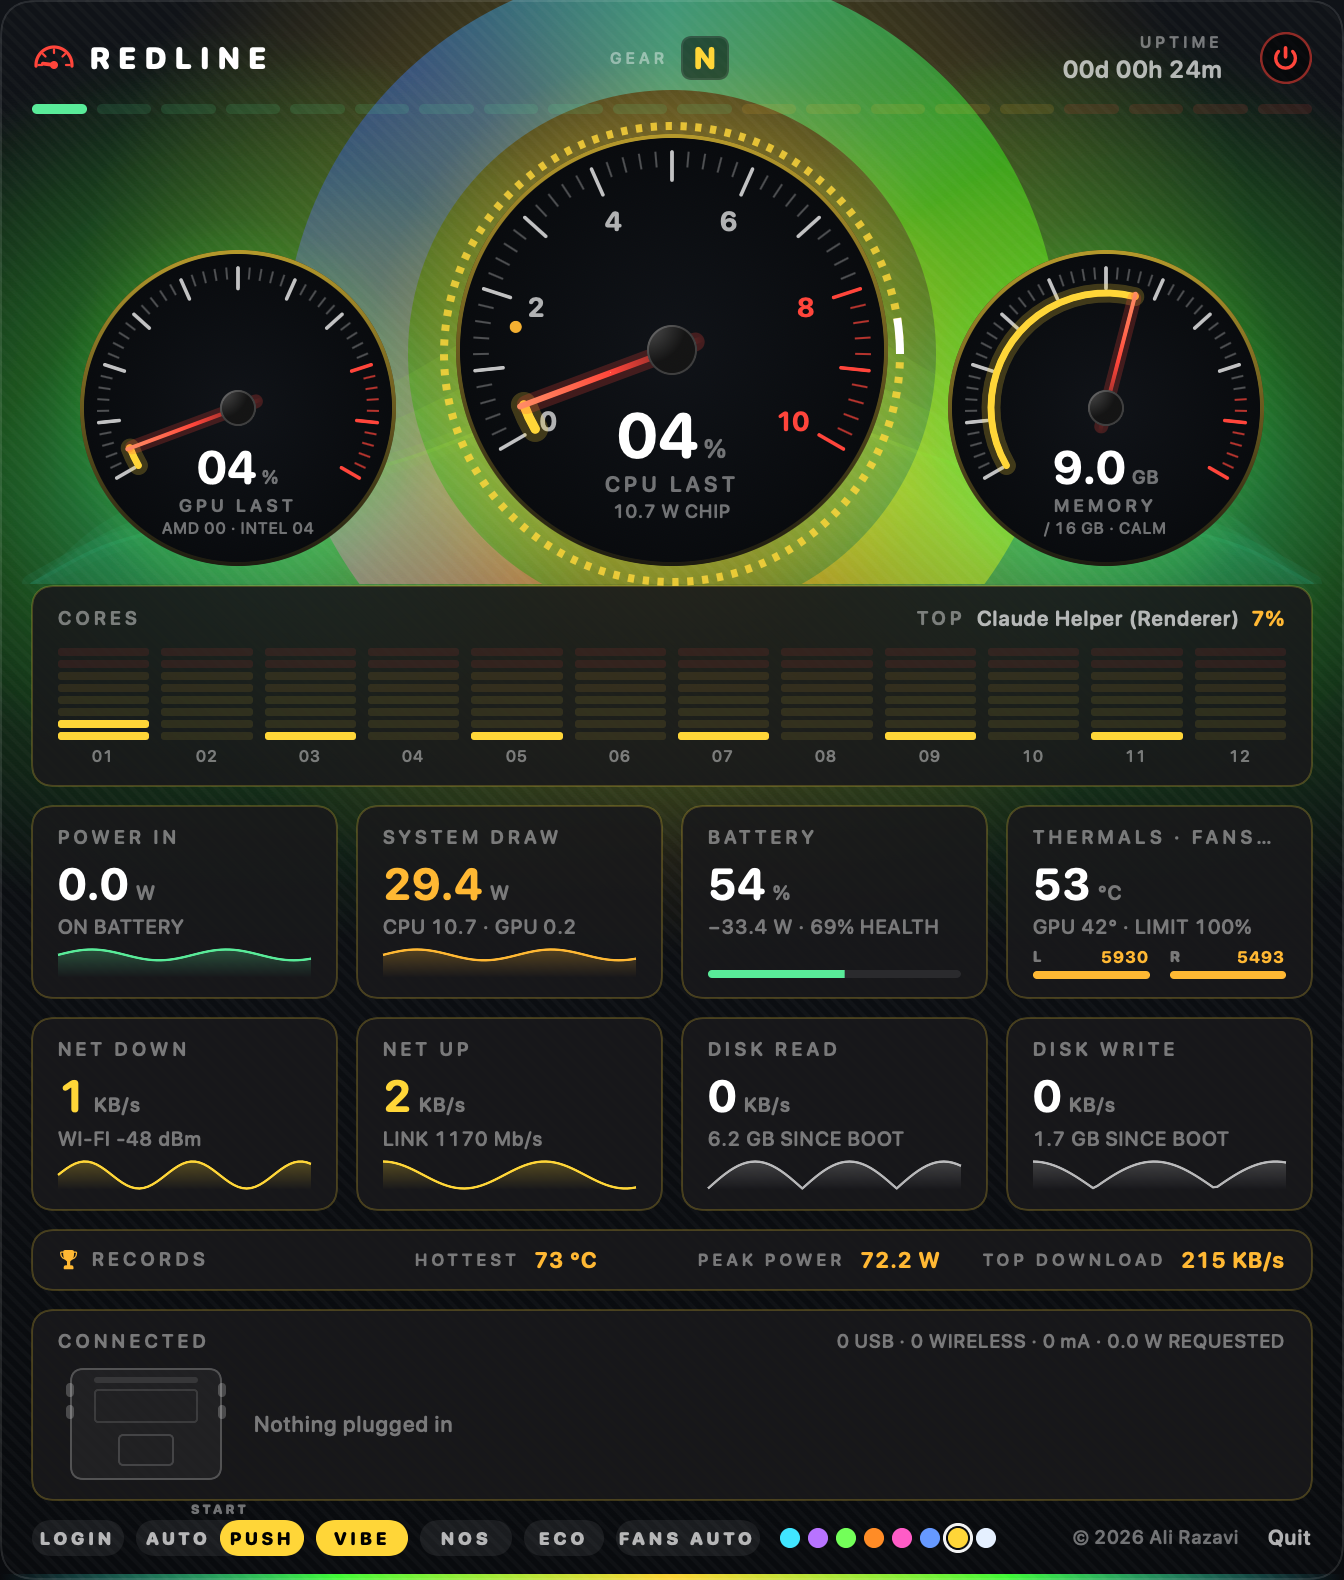 REDLINE
GEAR N
UPTIME
00d 00h 24m
4 6
2 8
0 10
04 %
CPU LAST
10.7 W CHIP
04 %
GPU LAST
AMD 00 · INTEL 04
9.0 GB
MEMORY
/ 16 GB · CALM
CORES TOP Claude Helper (Renderer) 7%
01 02 03 04 05 06 07 08 09 10 11 12
POWER IN
0.0 W
ON BATTERY
SYSTEM DRAW
29.4 W
CPU 10.7 · GPU 0.2
BATTERY
54 %
−33.4 W · 69% HEALTH
THERMALS · FANS…
53 °C
GPU 42° · LIMIT 100%
L 5930 R 5493
NET DOWN
1 KB/s
WI-FI -48 dBm
NET UP
2 KB/s
LINK 1170 Mb/s
DISK READ
0 KB/s
6.2 GB SINCE BOOT
DISK WRITE
0 KB/s
1.7 GB SINCE BOOT
RECORDS HOTTEST 73 °C PEAK POWER 72.2 W TOP DOWNLOAD 215 KB/s
CONNECTED 0 USB · 0 WIRELESS · 0 mA · 0.0 W REQUESTED
Nothing plugged in
START
LOGIN AUTO PUSH VIBE NOS ECO FANS AUTO © 2026 Ali Razavi Quit